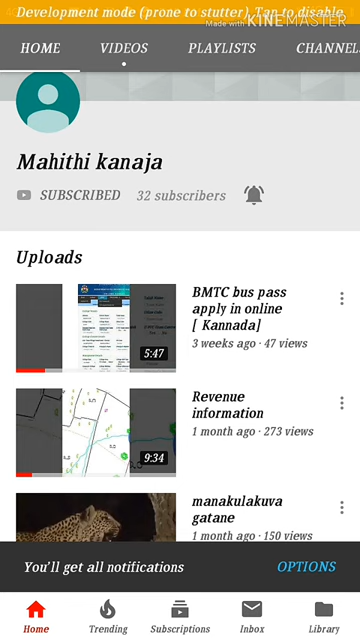 Development mode (prone to stutter). Tap to disable.
Made with KINEMASTER
HOME VIDEOS PLAYLISTS CHANNEL
Mahithi kanaja
SUBSCRIBED 32 subscribers
Uploads
BMTC bus pass
apply in online
[ Kannada]
3 weeks ago · 47 views
5:47
Revenue
information
1 month ago · 273 views
9:34
manakulakuva
gatane
1 month ago · 150 views
You'll get all notifications OPTIONS
Home Trending Subscriptions Inbox Library